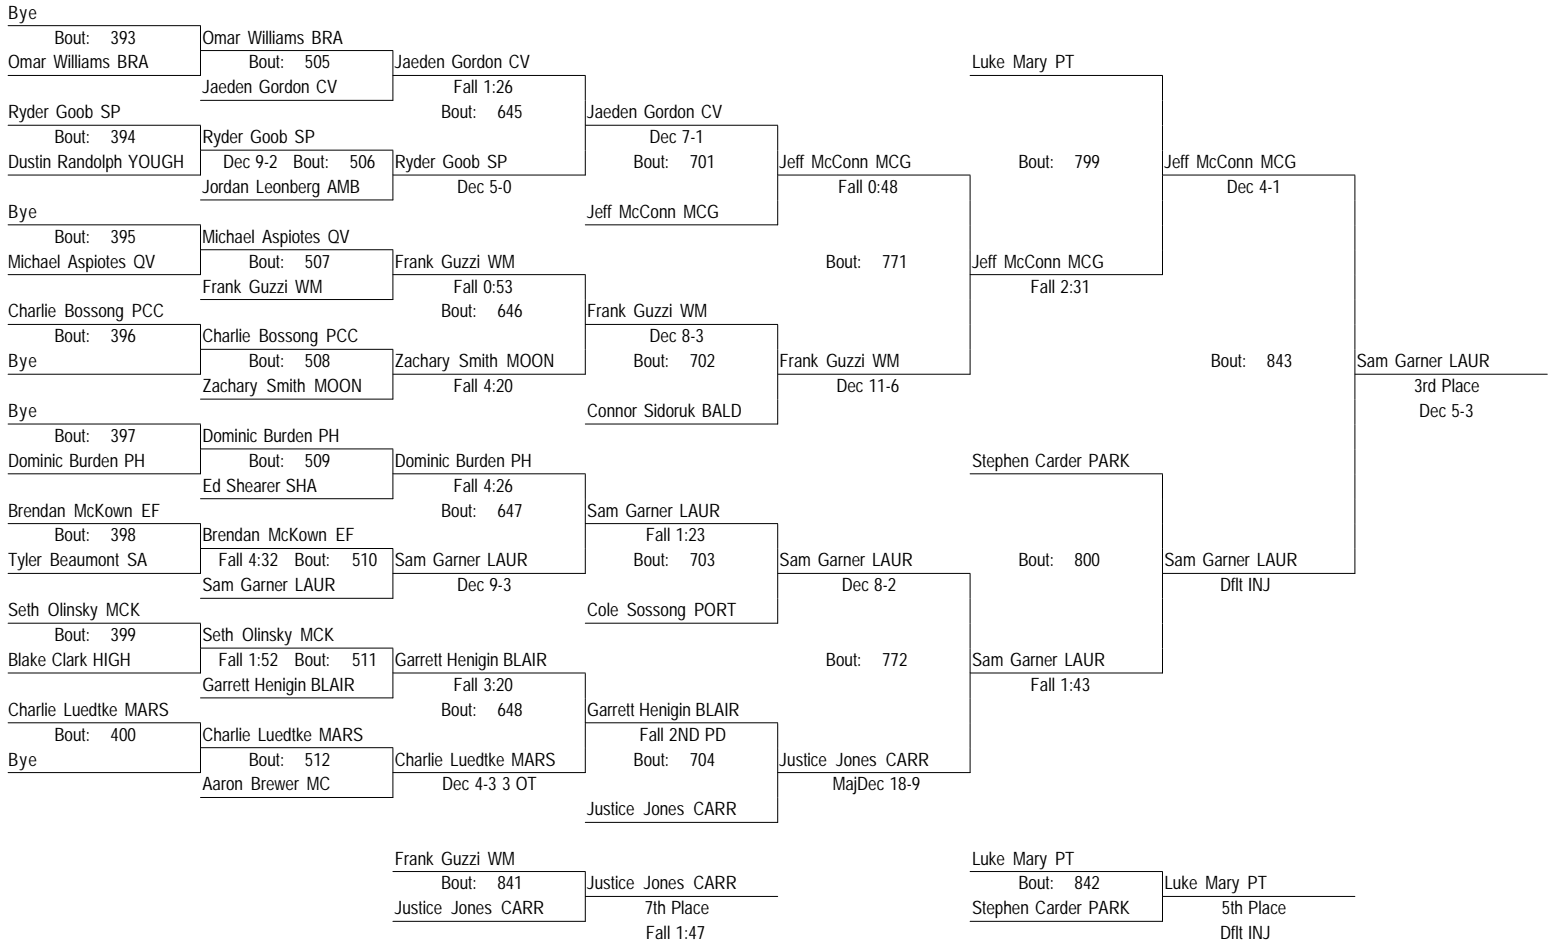 Bye
Bout: 393
Omar Williams BRA
Ryder Goob SP
Bout: 394
Dustin Randolph YOUGH
Bye
Bout: 395
Michael Aspiotes QV
Charlie Bossong PCC
Bout: 396
Bye
Bye
Bout: 397
Dominic Burden PH
Brendan McKown EF
Bout: 398
Tyler Beaumont SA
Seth Olinsky MCK
Bout: 399
Blake Clark HIGH
Charlie Luedtke MARS
Bout: 400
Bye
Omar Williams BRA
Bout: 505
Jaeden Gordon CV
Ryder Goob SP
Dec 9-2 Bout: 506
Jordan Leonberg AMB
Michael Aspiotes QV
Bout: 507
Frank Guzzi WM
Charlie Bossong PCC
Bout: 508
Zachary Smith MOON
Dominic Burden PH
Bout: 509
Ed Shearer SHA
Brendan McKown EF
Fall 4:32 Bout: 510
Sam Garner LAUR
Seth Olinsky MCK
Fall 1:52 Bout: 511
Garrett Henigin BLAIR
Charlie Luedtke MARS
Bout: 512
Aaron Brewer MC
Jaeden Gordon CV
Fall 1:26
Bout: 645
Ryder Goob SP
Dec 5-0
Frank Guzzi WM
Fall 0:53
Bout: 646
Zachary Smith MOON
Fall 4:20
Dominic Burden PH
Fall 4:26
Bout: 647
Sam Garner LAUR
Dec 9-3
Garrett Henigin BLAIR
Fall 3:20
Bout: 648
Charlie Luedtke MARS
Dec 4-3 3 OT
Jaeden Gordon CV
Dec 7-1
Bout: 701
Jeff McConn MCG
Frank Guzzi WM
Dec 8-3
Bout: 702
Connor Sidoruk BALD
Sam Garner LAUR
Fall 1:23
Bout: 703
Cole Sossong PORT
Garrett Henigin BLAIR
Fall 2ND PD
Bout: 704
Justice Jones CARR
Jeff McConn MCG
Fall 0:48
Bout: 771
Frank Guzzi WM
Dec 11-6
Sam Garner LAUR
Dec 8-2
Bout: 772
Justice Jones CARR
MajDec 18-9
Luke Mary PT
Bout: 799
Jeff McConn MCG
Fall 2:31
Stephen Carder PARK
Bout: 800
Sam Garner LAUR
Fall 1:43
Jeff McConn MCG
Dec 4-1
Bout: 843
Sam Garner LAUR
Dflt INJ
Sam Garner LAUR
3rd Place
Dec 5-3
Frank Guzzi WM
Bout: 841
Justice Jones CARR
Justice Jones CARR
7th Place
Fall 1:47
Luke Mary PT
Bout: 842
Stephen Carder PARK
Luke Mary PT
5th Place
Dflt INJ